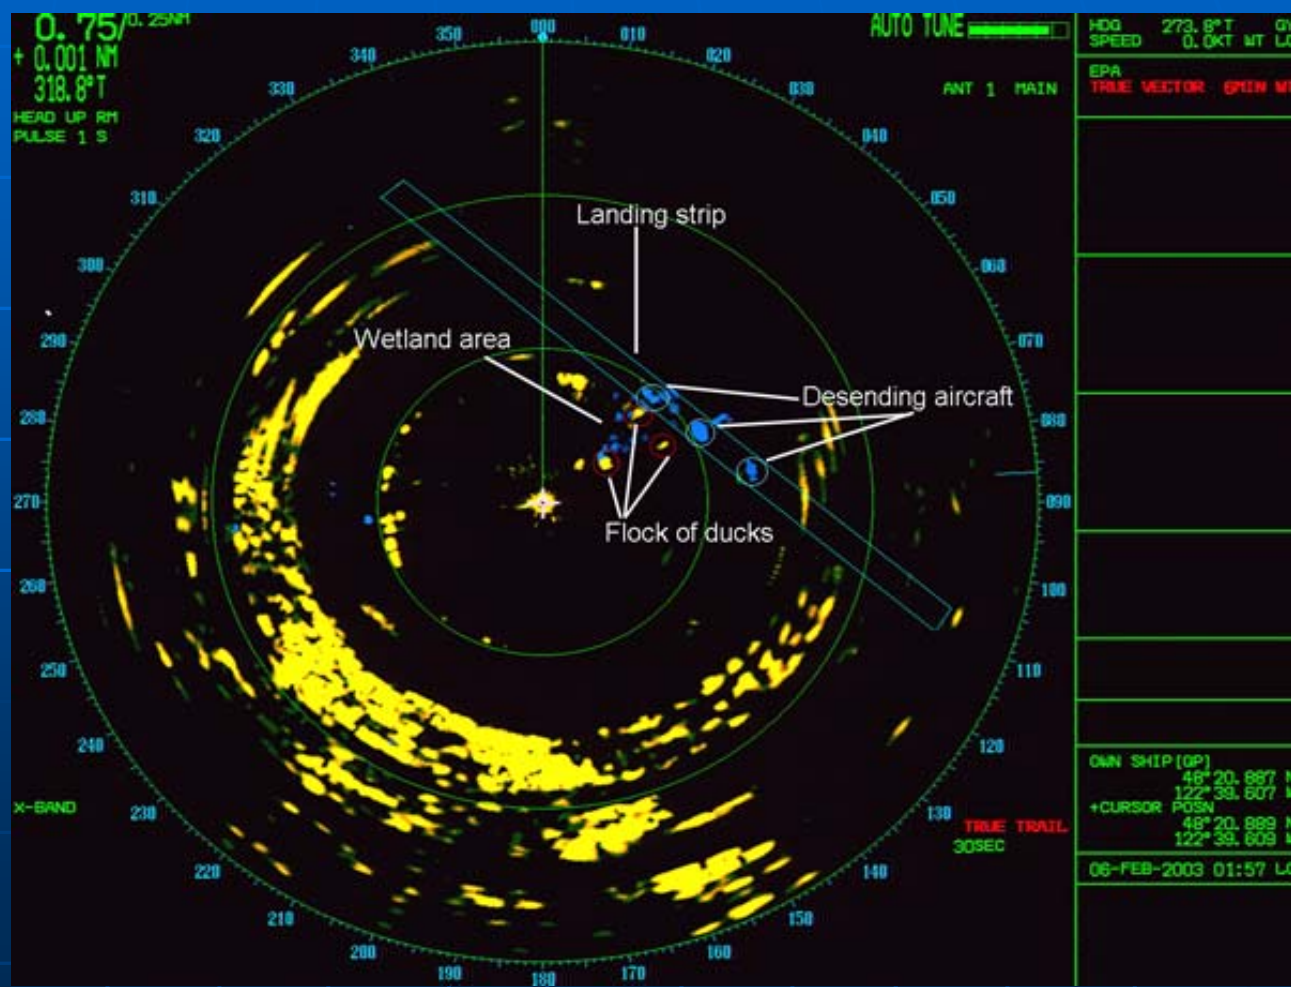 0.75/0.25NM
+ 0.001 NM
318.8°T
HEAD UP RM
PULSE 1 S
AUTO TUNE
ANT 1 MAIN
HDG 273.8°T
SPEED 0.0KT WT
EPA
TRUE VECTOR 6MIN
000
010
020
030
040
050
060
070
080
090
100
110
120
130
140
150
160
170
180
190
200
210
220
230
240
250
260
270
280
290
300
310
320
330
340
350
Landing strip
Wetland area
Desending aircraft
Flock of ducks
X-BAND
TRUE TRAIL
30SEC
OWN SHIP[GP]
48°20.887
122°39.607
+CURSOR POSN
48°20.889
122°39.609
06-FEB-2003 01:57